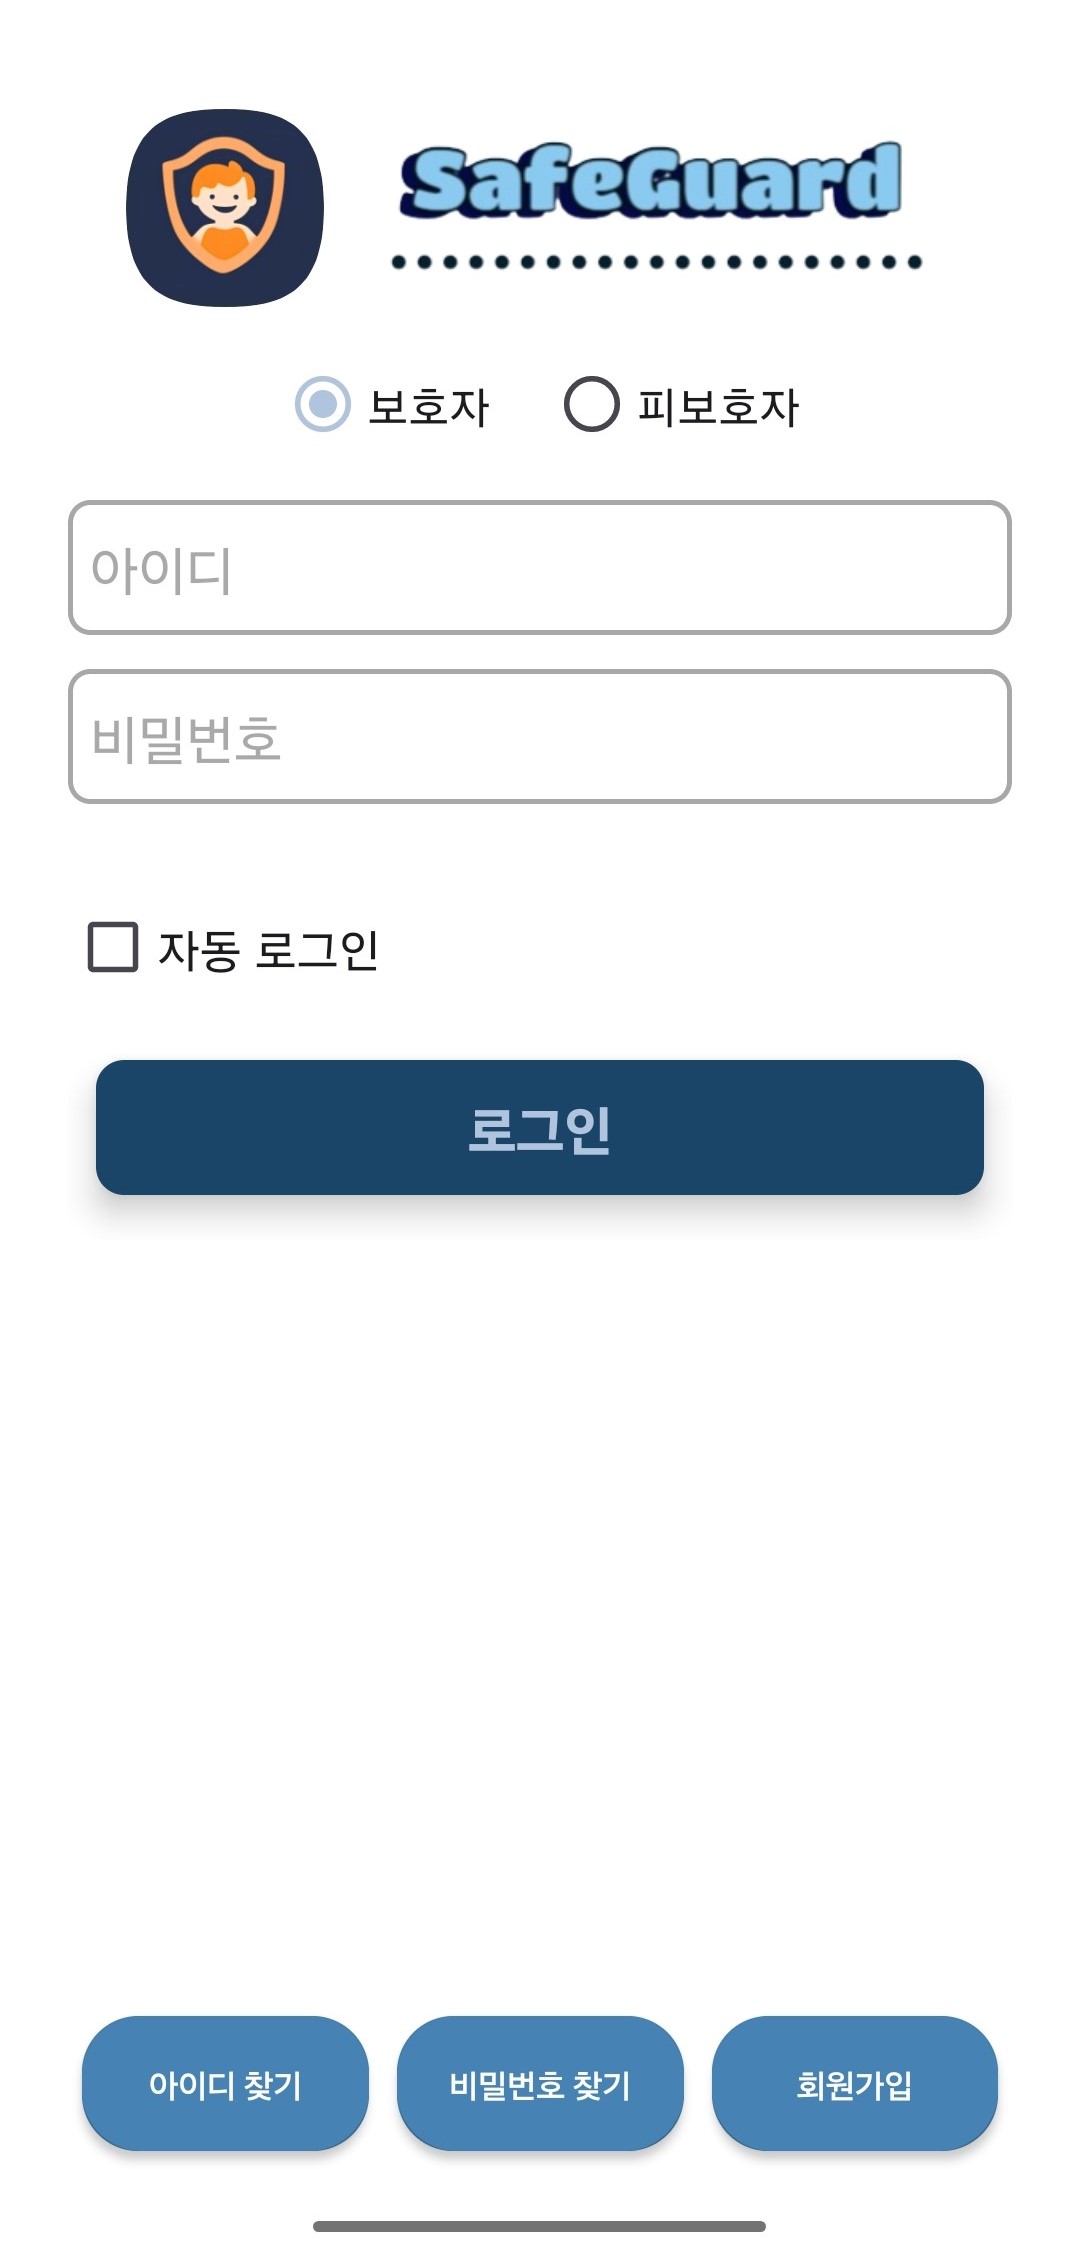 SafeGuard
보호자 피보호자
아이디
비밀번호
자동 로그인
로그인
아이디 찾기 비밀번호 찾기 회원가입